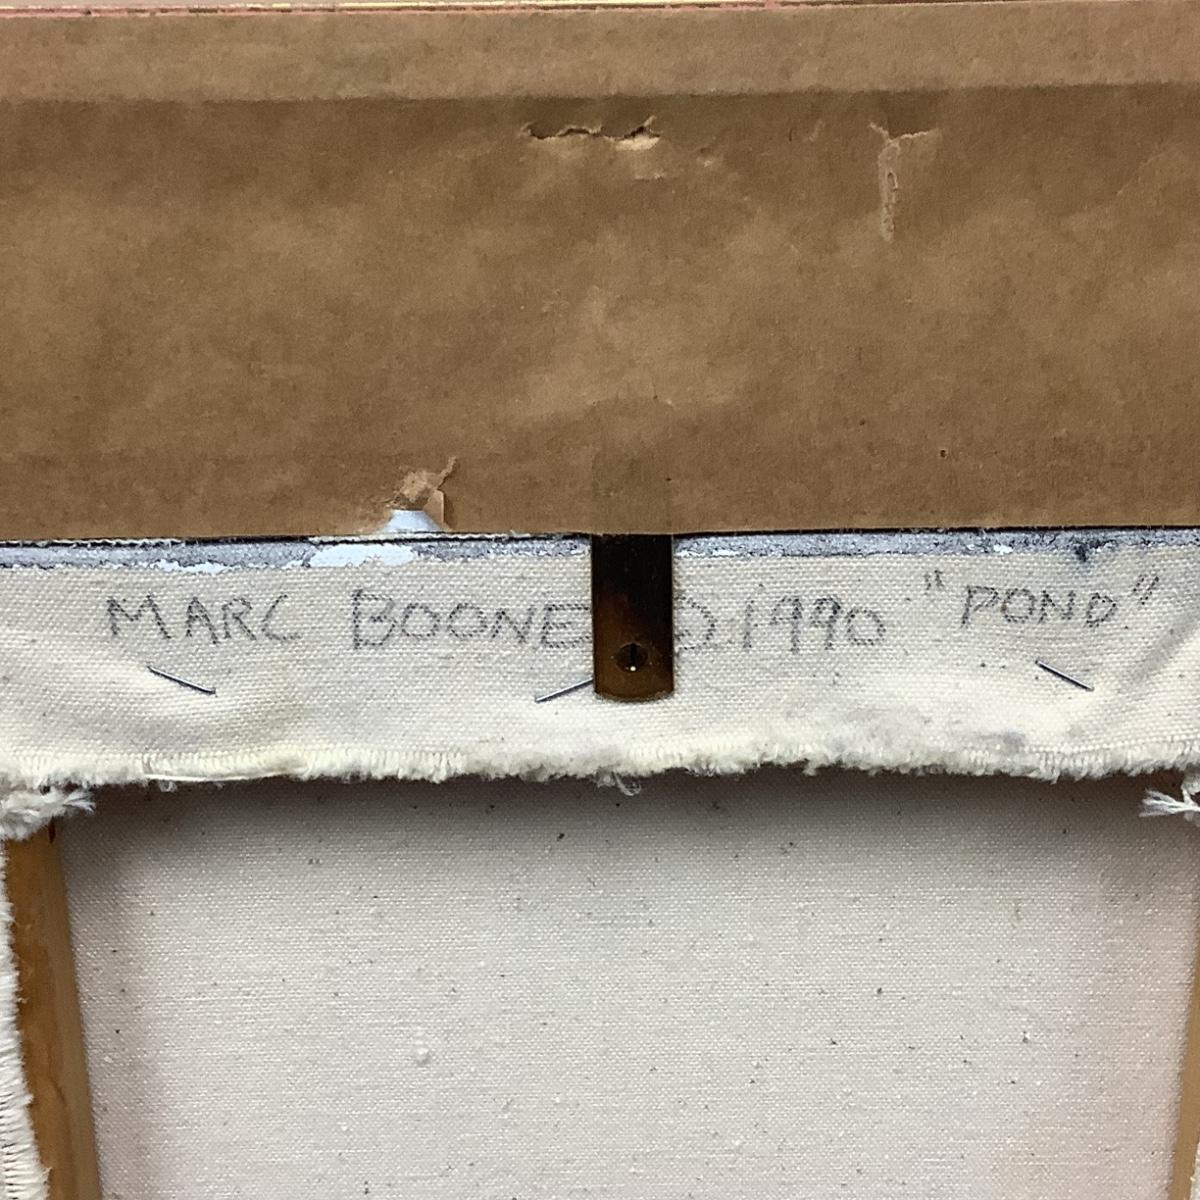 MARC BOONE © 1990 "POND"